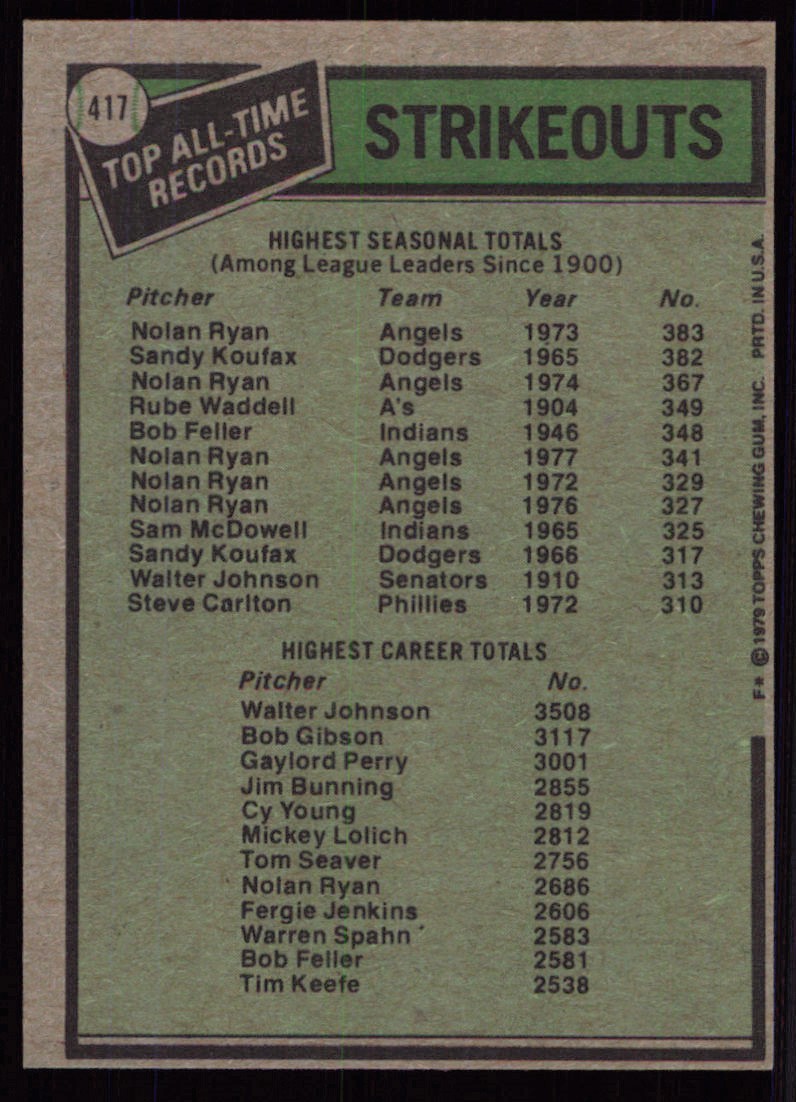 417
TOP ALL-TIME
RECORDS
STRIKEOUTS
HIGHEST SEASONAL TOTALS
(Among League Leaders Since 1900)
Pitcher Team Year No.
Nolan Ryan Angels 1973 383
Sandy Koufax Dodgers 1965 382
Nolan Ryan Angels 1974 367
Rube Waddell A's 1904 349
Bob Feller Indians 1946 348
Nolan Ryan Angels 1977 341
Nolan Ryan Angels 1972 329
Nolan Ryan Angels 1976 327
Sam McDowell Indians 1965 325
Sandy Koufax Dodgers 1966 317
Walter Johnson Senators 1910 313
Steve Carlton Phillies 1972 310
HIGHEST CAREER TOTALS
Pitcher No.
Walter Johnson 3508
Bob Gibson 3117
Gaylord Perry 3001
Jim Bunning 2855
Cy Young 2819
Mickey Lolich 2812
Tom Seaver 2756
Nolan Ryan 2686
Fergie Jenkins 2606
Warren Spahn 2583
Bob Feller 2581
Tim Keefe 2538
F* © 1979 TOPPS CHEWING GUM, INC. PRTD. IN U.S.A.